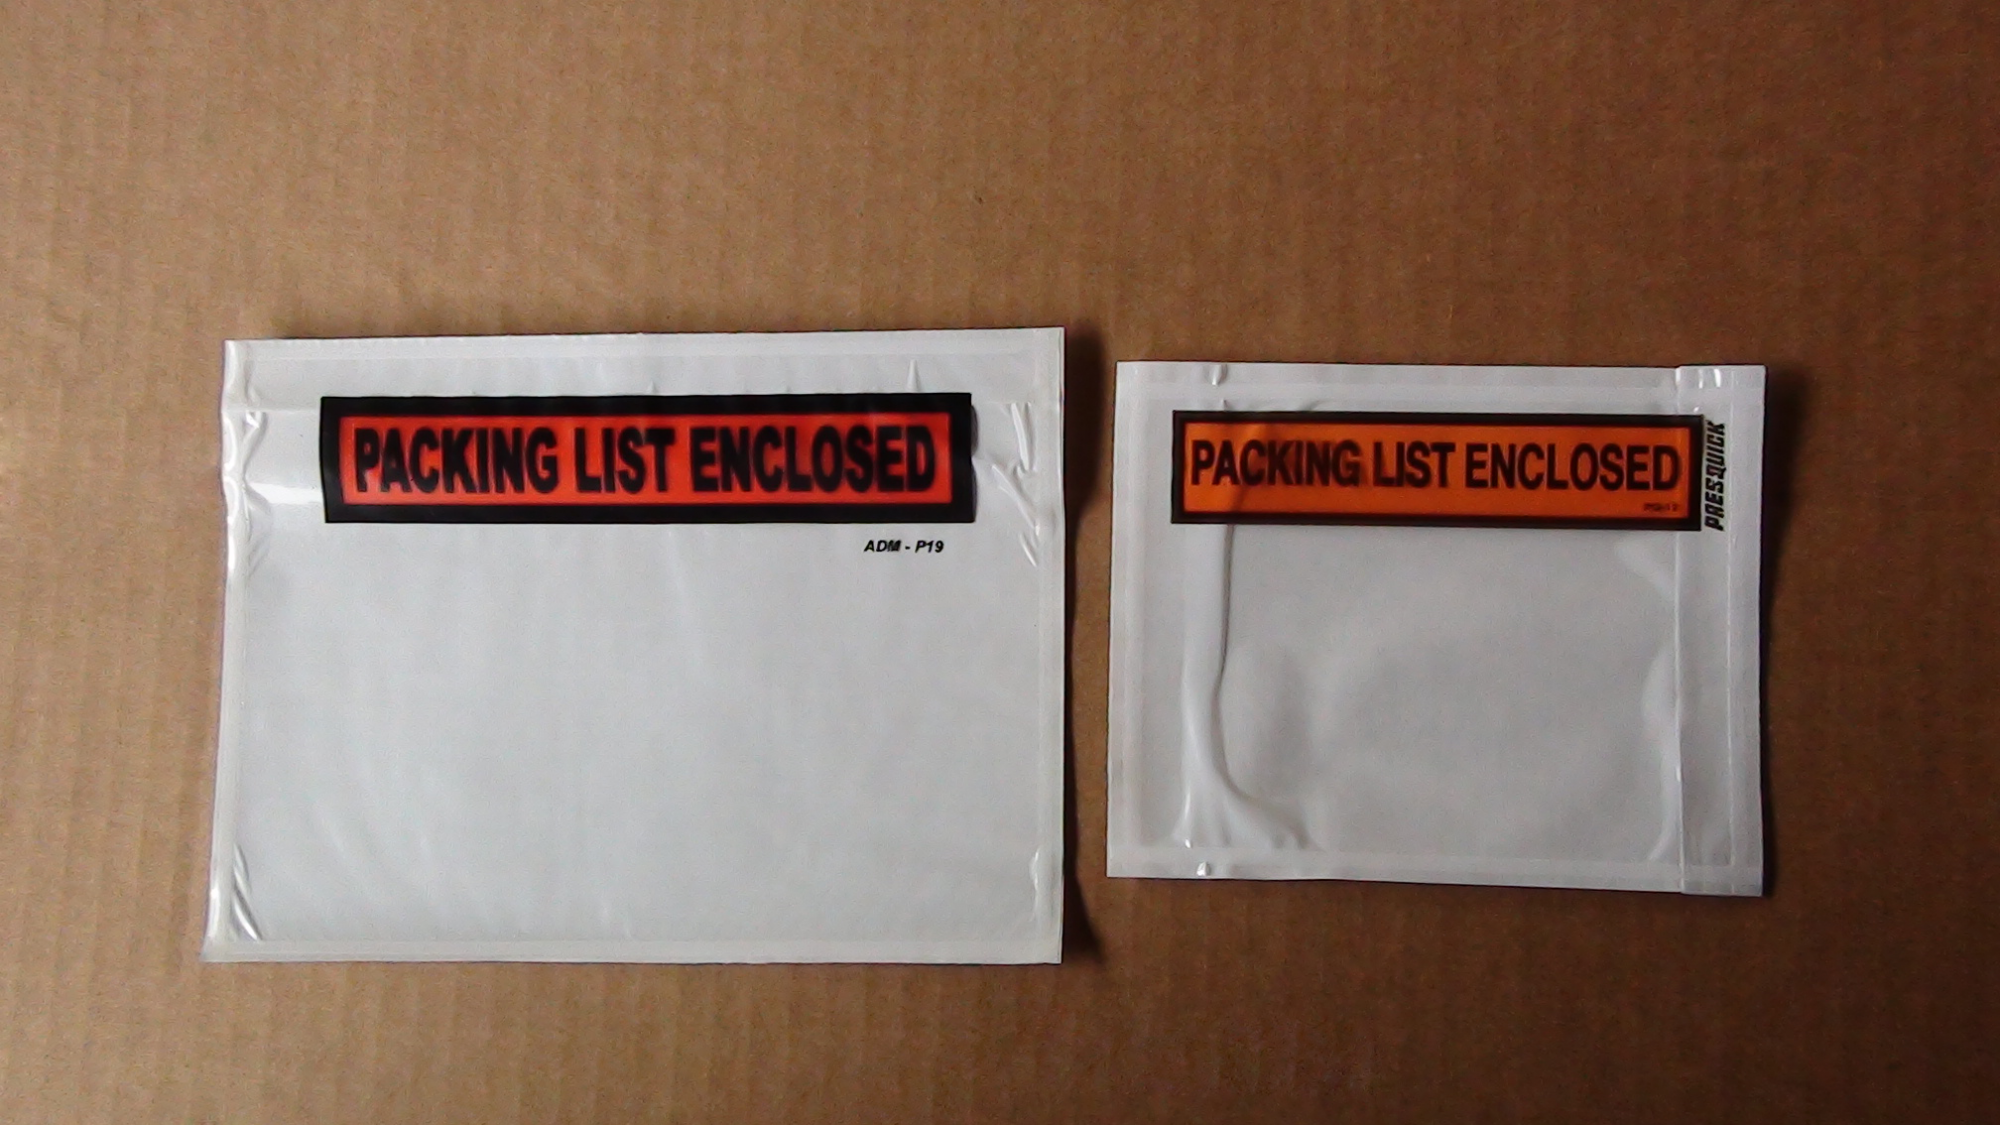 PACKING LIST ENCLOSED
ADM - P19
PACKING LIST ENCLOSED
PRESQUICK